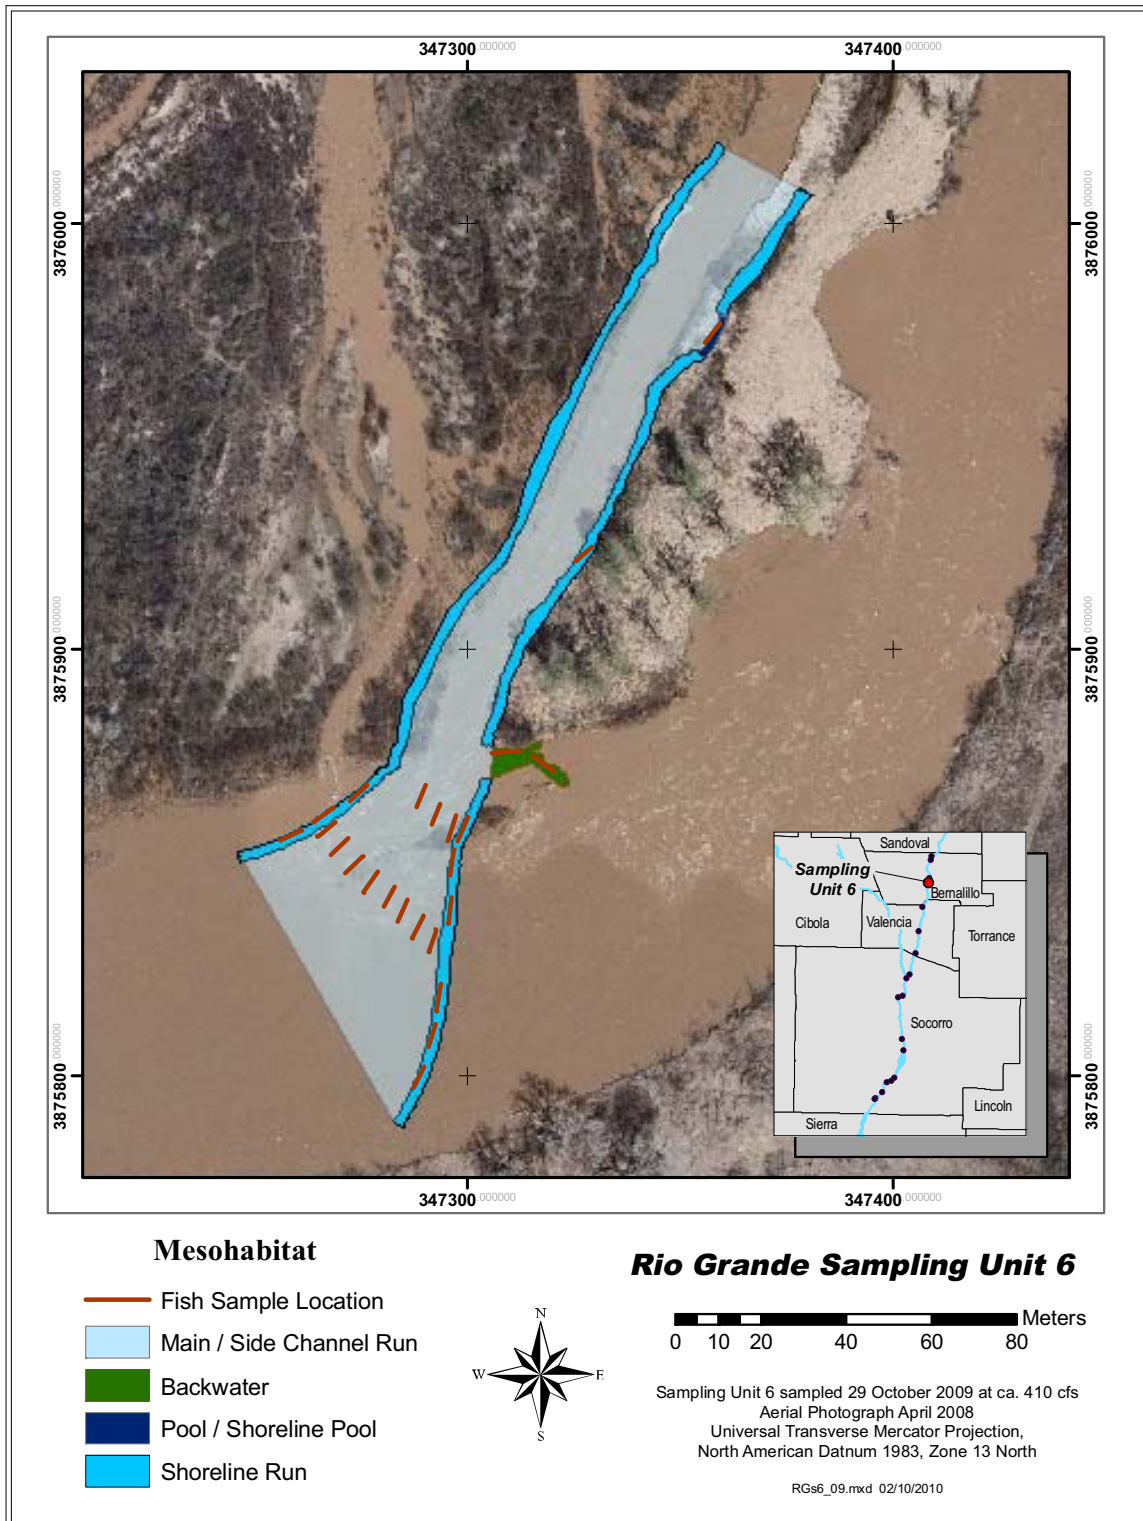 347300.000000
347400.000000
3876000.000000
3876000.000000
3875900.000000
3875900.000000
3875800.000000
3875800.000000
Sandoval
Sampling
Unit 6
Bernalillo
Cibola
Valencia
Torrance
Socorro
Lincoln
Sierra
347300.000000
347400.000000
Mesohabitat
Fish Sample Location
Main / Side Channel Run
Backwater
Pool / Shoreline Pool
Shoreline Run
N
W
E
S
Rio Grande Sampling Unit 6
Meters
0 10 20 40 60 80
Sampling Unit 6 sampled 29 October 2009 at ca. 410 cfs
Aerial Photograph April 2008
Universal Transverse Mercator Projection,
North American Datnum 1983, Zone 13 North
RGs6_09.mxd 02/10/2010